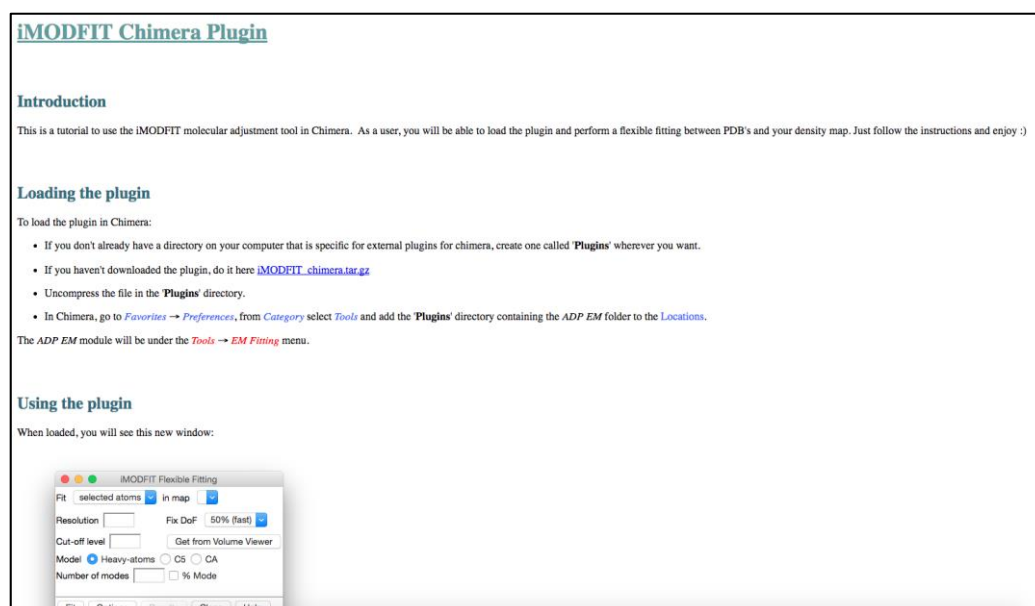 iMODFIT Chimera Plugin
Introduction
This is a tutorial to use the iMODFIT molecular adjustment tool in Chimera. As a user, you will be able to load the plugin and perform a flexible fitting between PDB's and your density map. Just follow the instructions and enjoy :)
Loading the plugin
To load the plugin in Chimera:
• If you don't already have a directory on your computer that is specific for external plugins for chimera, create one called 'Plugins' wherever you want.
• If you haven't downloaded the plugin, do it here iMODFIT_chimera.tar.gz
• Uncompress the file in the 'Plugins' directory.
• In Chimera, go to Favorites → Preferences, from Category select Tools and add the 'Plugins' directory containing the ADP EM folder to the Locations.
The ADP EM module will be under the Tools → EM Fitting menu.
Using the plugin
When loaded, you will see this new window:
iMODFIT Flexible Fitting
Fit selected atoms in map
Resolution Fix DoF 50% (fast)
Cut-off level Get from Volume Viewer
Model Heavy-atoms C5 CA
Number of modes % Mode